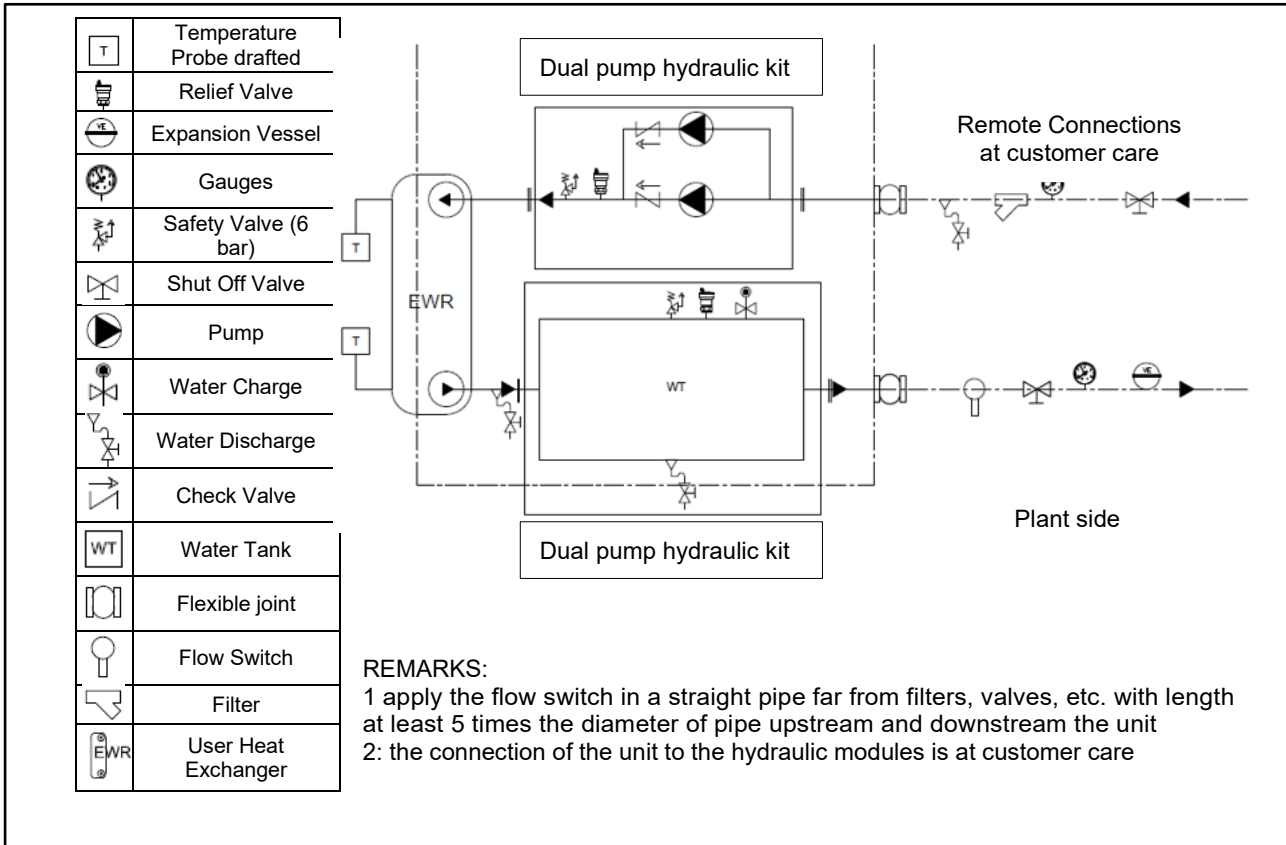 T
Temperature
Probe drafted
Relief Valve
VE
Expansion Vessel
Gauges
Safety Valve (6
bar)
Shut Off Valve
Pump
Water Charge
Water Discharge
Check Valve
WT
Water Tank
Flexible joint
Flow Switch
Filter
EWR
User Heat
Exchanger
Dual pump hydraulic kit
Remote Connections
at customer care
T
EWR
T
WT
VE
Plant side
Dual pump hydraulic kit
REMARKS:
1 apply the flow switch in a straight pipe far from filters, valves, etc. with length
at least 5 times the diameter of pipe upstream and downstream the unit
2: the connection of the unit to the hydraulic modules is at customer care